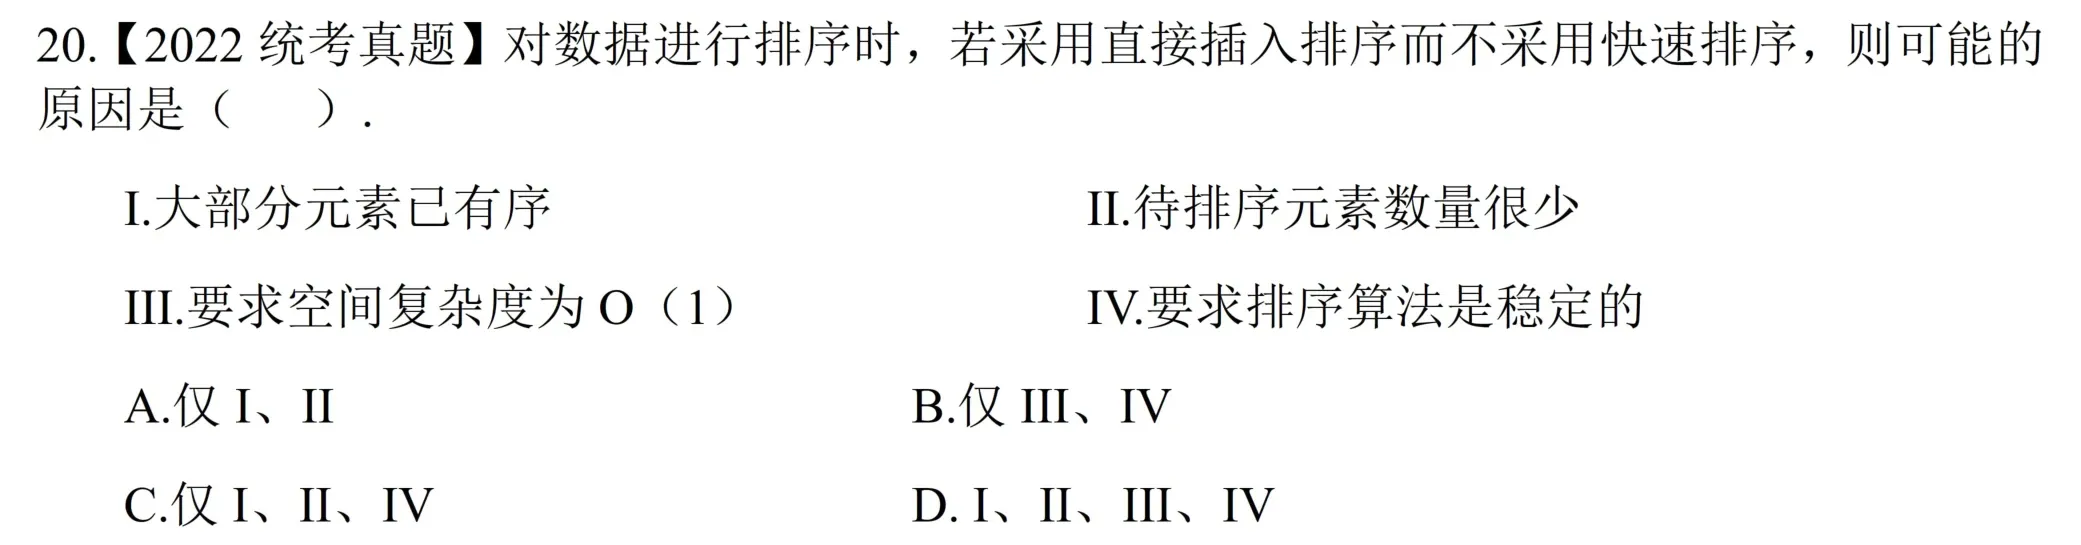 20.【2022 统考真题】对数据进行排序时，若采用直接插入排序而不采用快速排序，则可能的
原因是（　　）.
I.大部分元素已有序　　II.待排序元素数量很少
III.要求空间复杂度为 O（1）　　IV.要求排序算法是稳定的
A.仅 I、II　　B.仅 III、IV
C.仅 I、II、IV　　D. I、II、III、IV